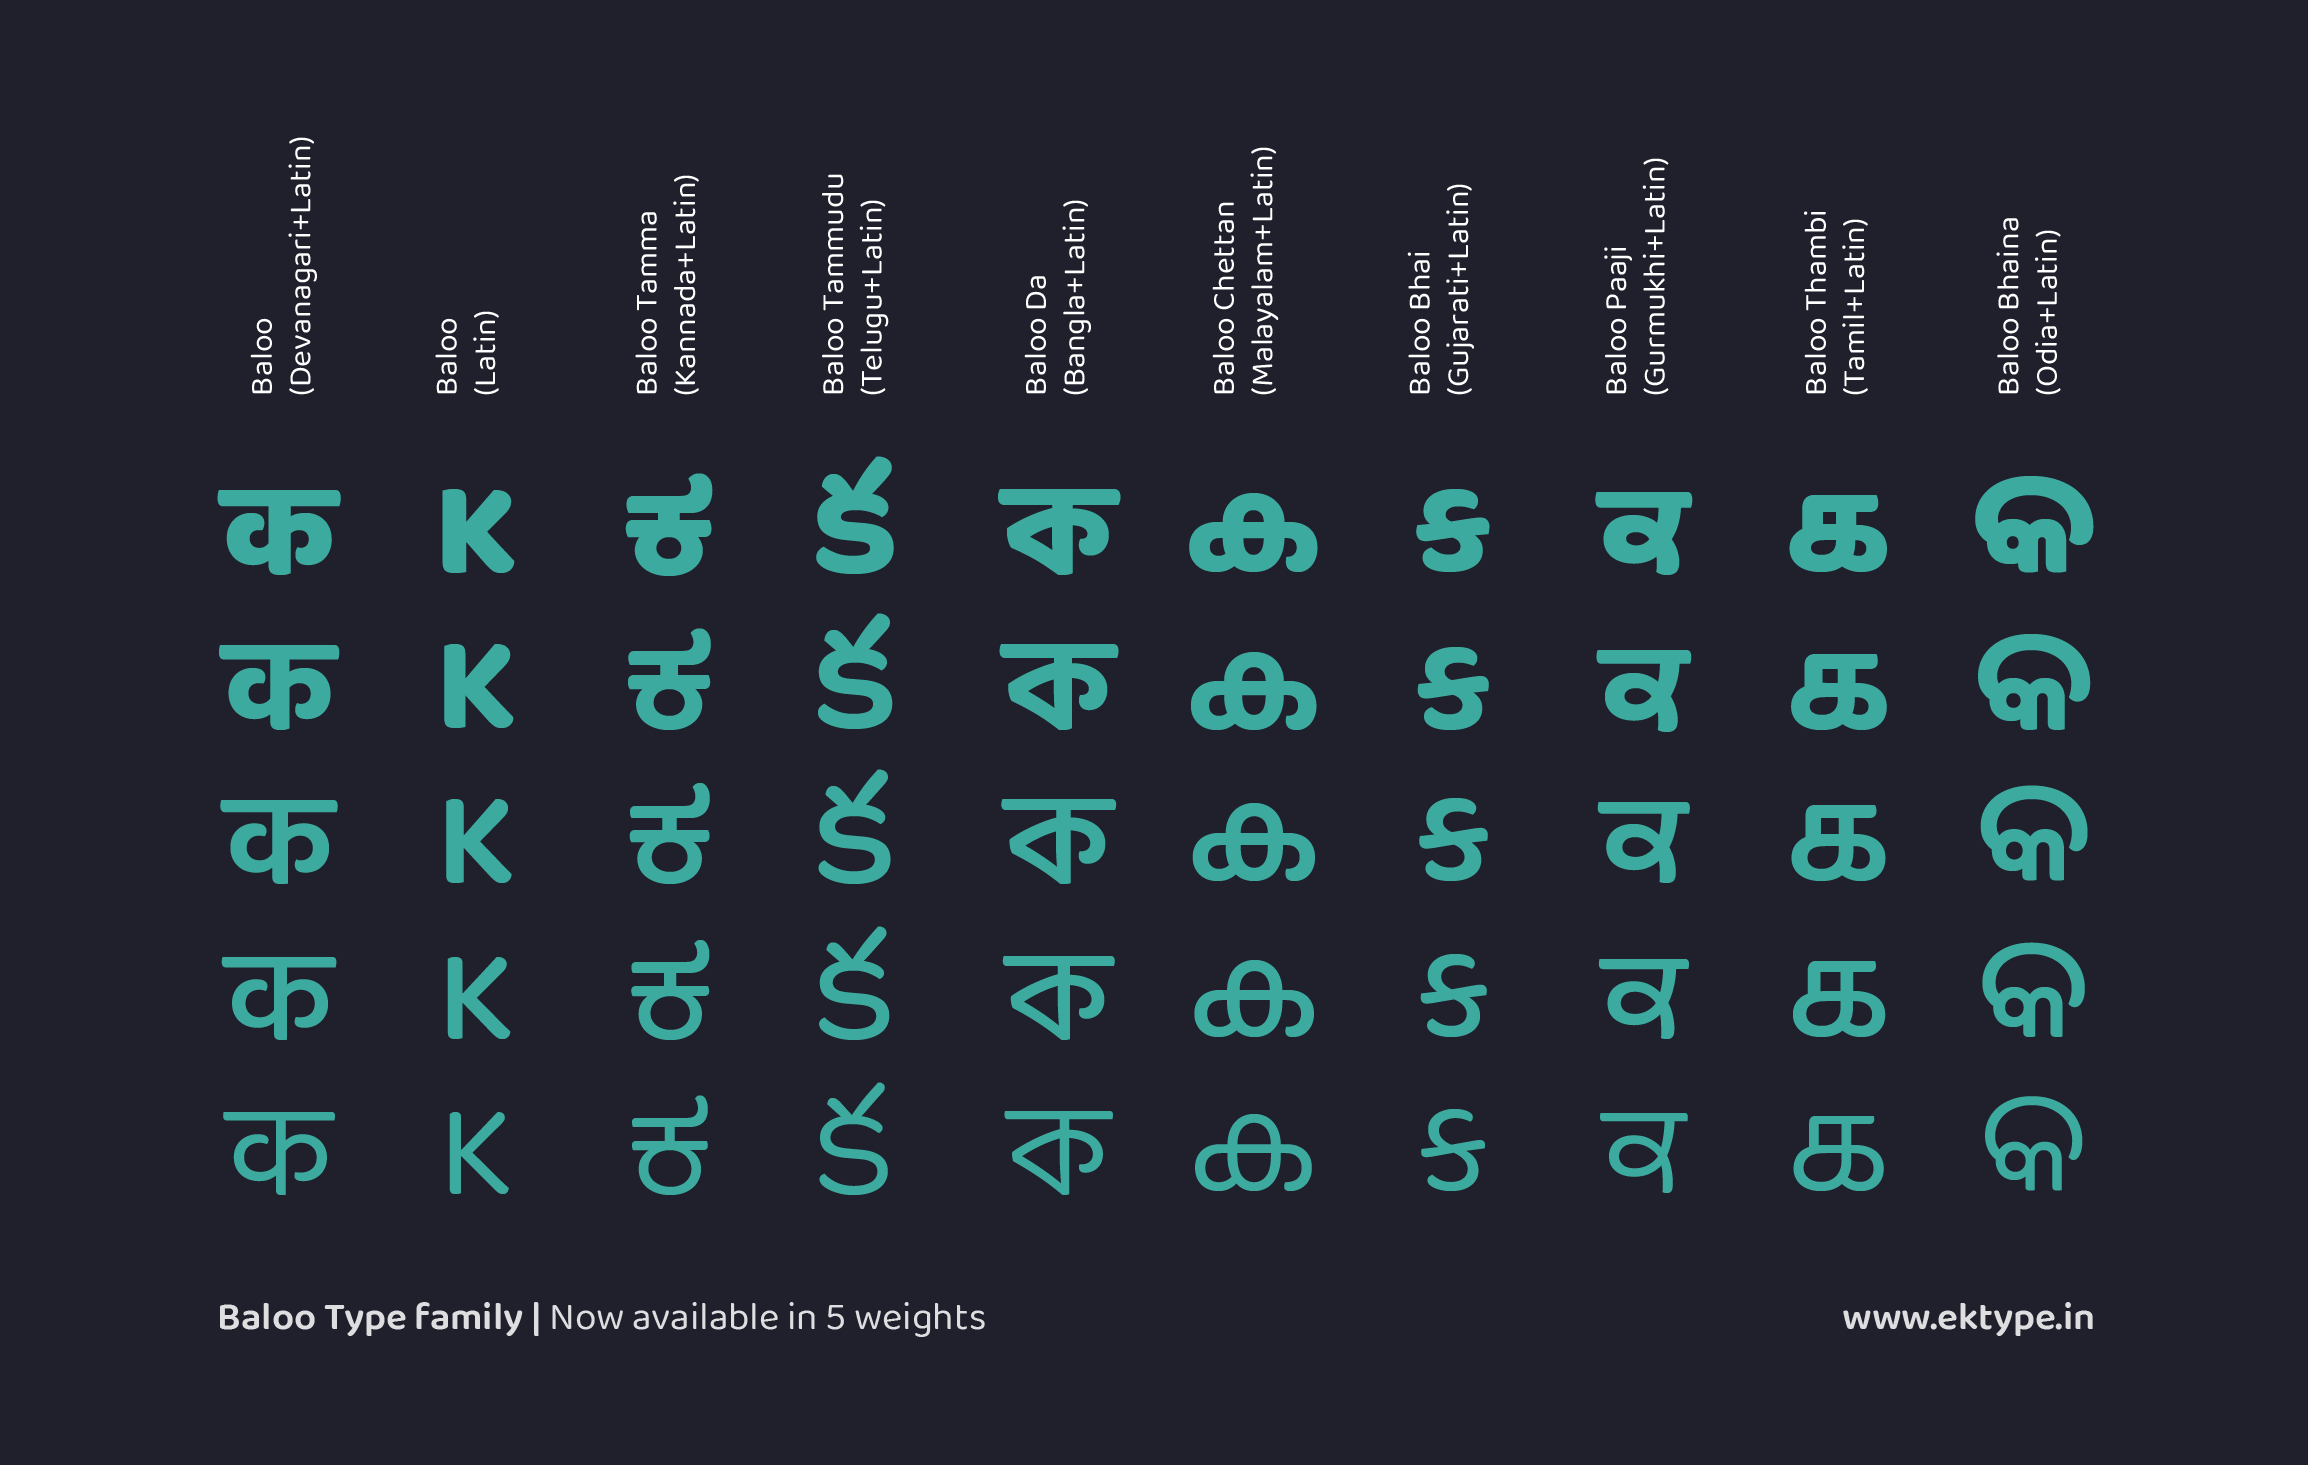 Baloo
(Devanagari+Latin)
Baloo
(Latin)
Baloo Tamma
(Kannada+Latin)
Baloo Tammudu
(Telugu+Latin)
Baloo Da
(Bangla+Latin)
Baloo Chettan
(Malayalam+Latin)
Baloo Bhai
(Gujarati+Latin)
Baloo Paaji
(Gurmukhi+Latin)
Baloo Thambi
(Tamil+Latin)
Baloo Bhaina
(Odia+Latin)
क K ಕ క ক ക ક ਕ க କ
क K ಕ క ক ക ક ਕ க କ
क K ಕ క ক ക ક ਕ க କ
क K ಕ క ক ക ક ਕ க କ
क K ಕ క ক ക ક ਕ க କ
Baloo Type family | Now available in 5 weights
www.ektype.in